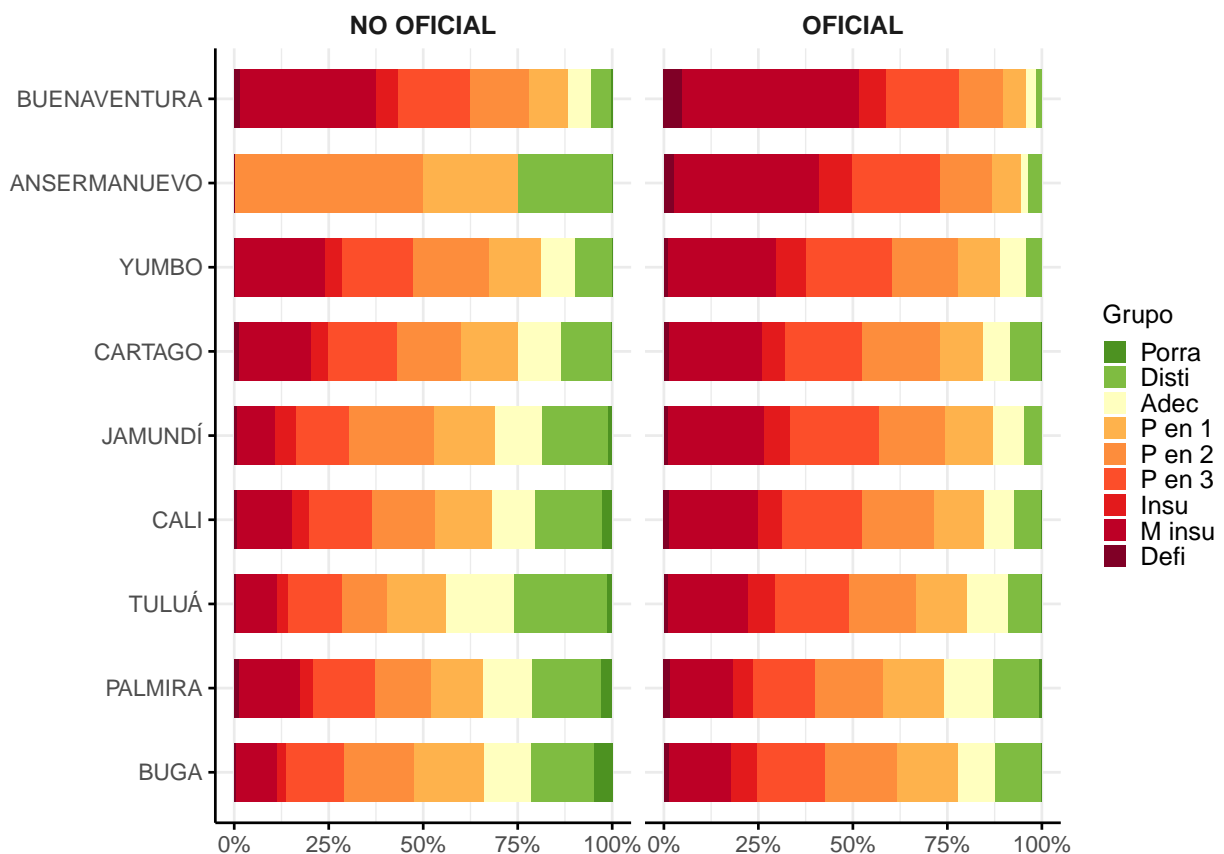 NO OFICIAL
OFICIAL
BUENAVENTURA
ANSERMANUEVO
YUMBO
CARTAGO
JAMUNDÍ
CALI
TULUÁ
PALMIRA
BUGA
0% 25% 50% 75% 100% 0% 25% 50% 75% 100%
Grupo
Porra
Disti
Adec
P en 1
P en 2
P en 3
Insu
M insu
Defi